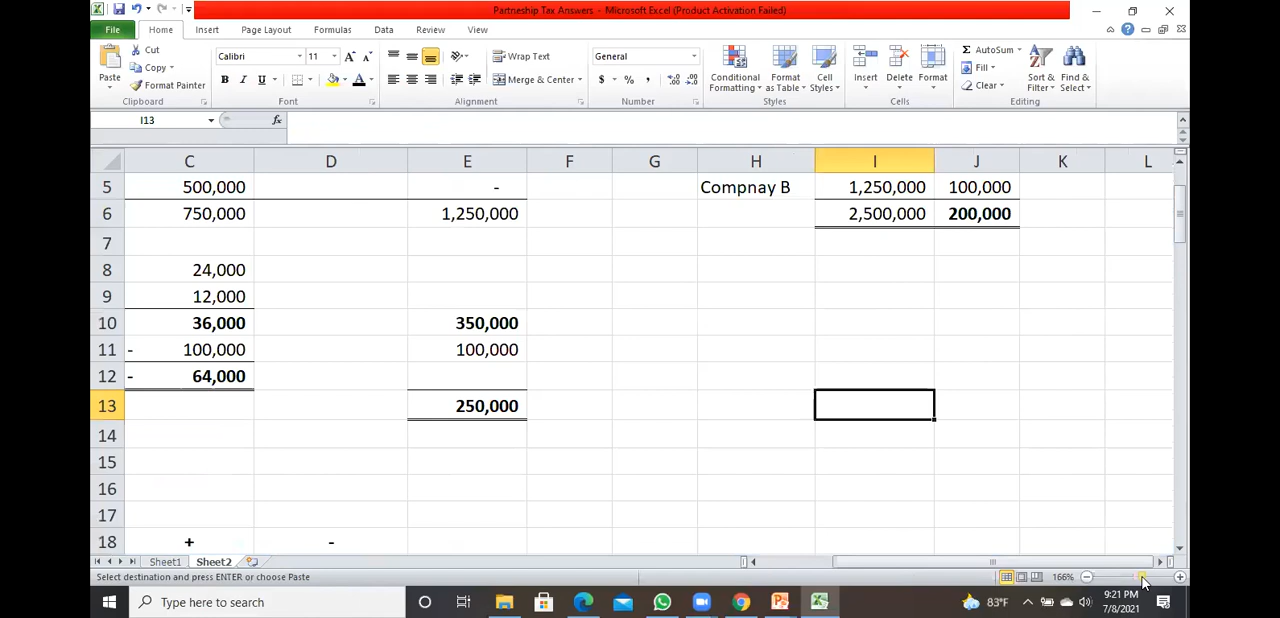 Partneship Tax Answers - Microsoft Excel (Product Activation Failed)
File Home Insert Page Layout Formulas Data Review View
Cut
Copy
Format Painter
Paste
Clipboard
Calibri 11
B I U
Font
Wrap Text
Merge & Center
Alignment
General
$ % ,
Number
Conditional Formatting
Format as Table
Cell Styles
Styles
Insert Delete Format
Cells
AutoSum
Fill
Clear
Sort & Filter
Find & Select
Editing
I13 fx
C D E F G H I J K L
5 500,000 - Compnay B 1,250,000 100,000
6 750,000 1,250,000 2,500,000 200,000
7
8 24,000
9 12,000
10 36,000 350,000
11 - 100,000 100,000
12 - 64,000
13 250,000
14
15
16
17
18 + -
Sheet1 Sheet2
Select destination and press ENTER or choose Paste 166%
Type here to search 83°F 9:21 PM
7/8/2021